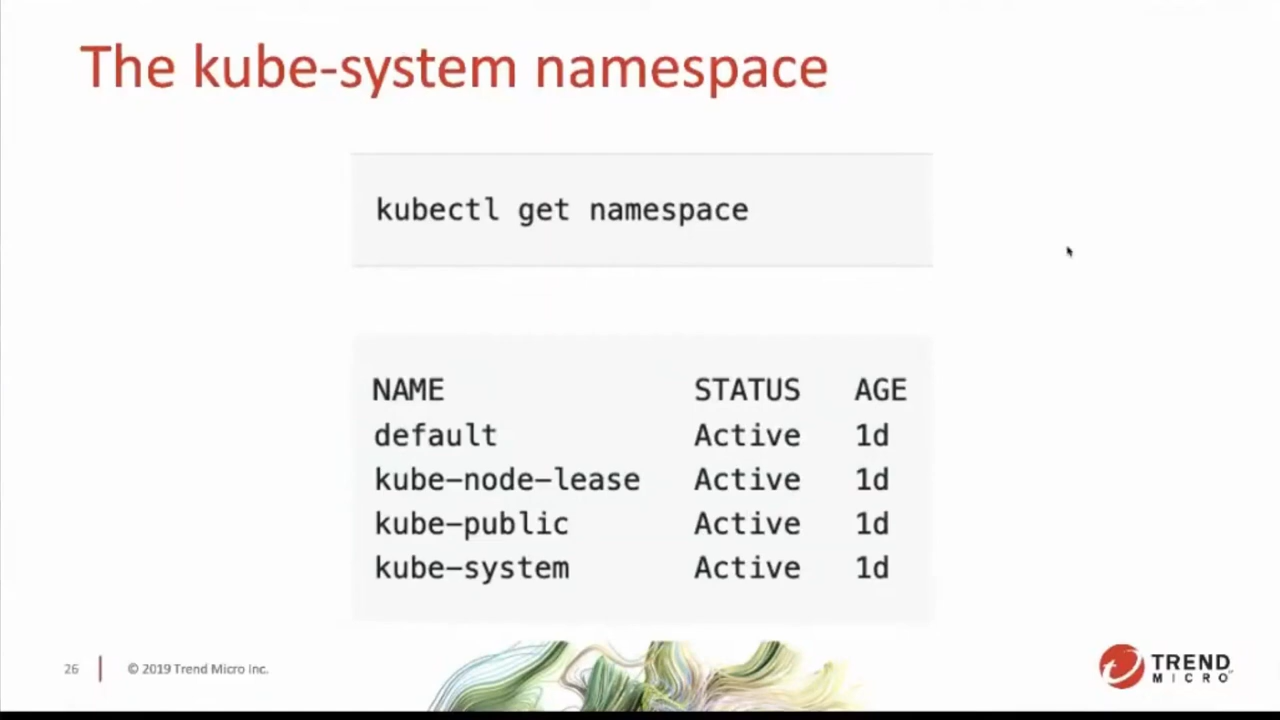 The kube-system namespace
kubectl get namespace
NAME STATUS AGE
default Active 1d
kube-node-lease Active 1d
kube-public Active 1d
kube-system Active 1d
26 © 2019 Trend Micro Inc.
TREND
MICRO